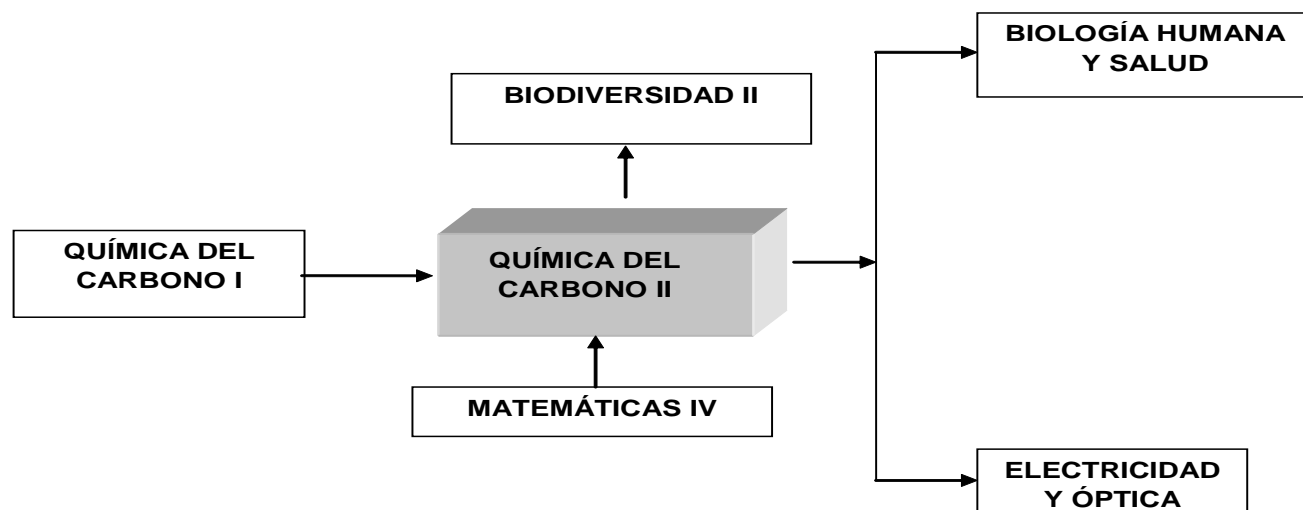 BIOLOGÍA HUMANA
Y SALUD
BIODIVERSIDAD II
QUÍMICA DEL
CARBONO I
QUÍMICA DEL
CARBONO II
MATEMÁTICAS IV
ELECTRICIDAD
Y ÓPTICA